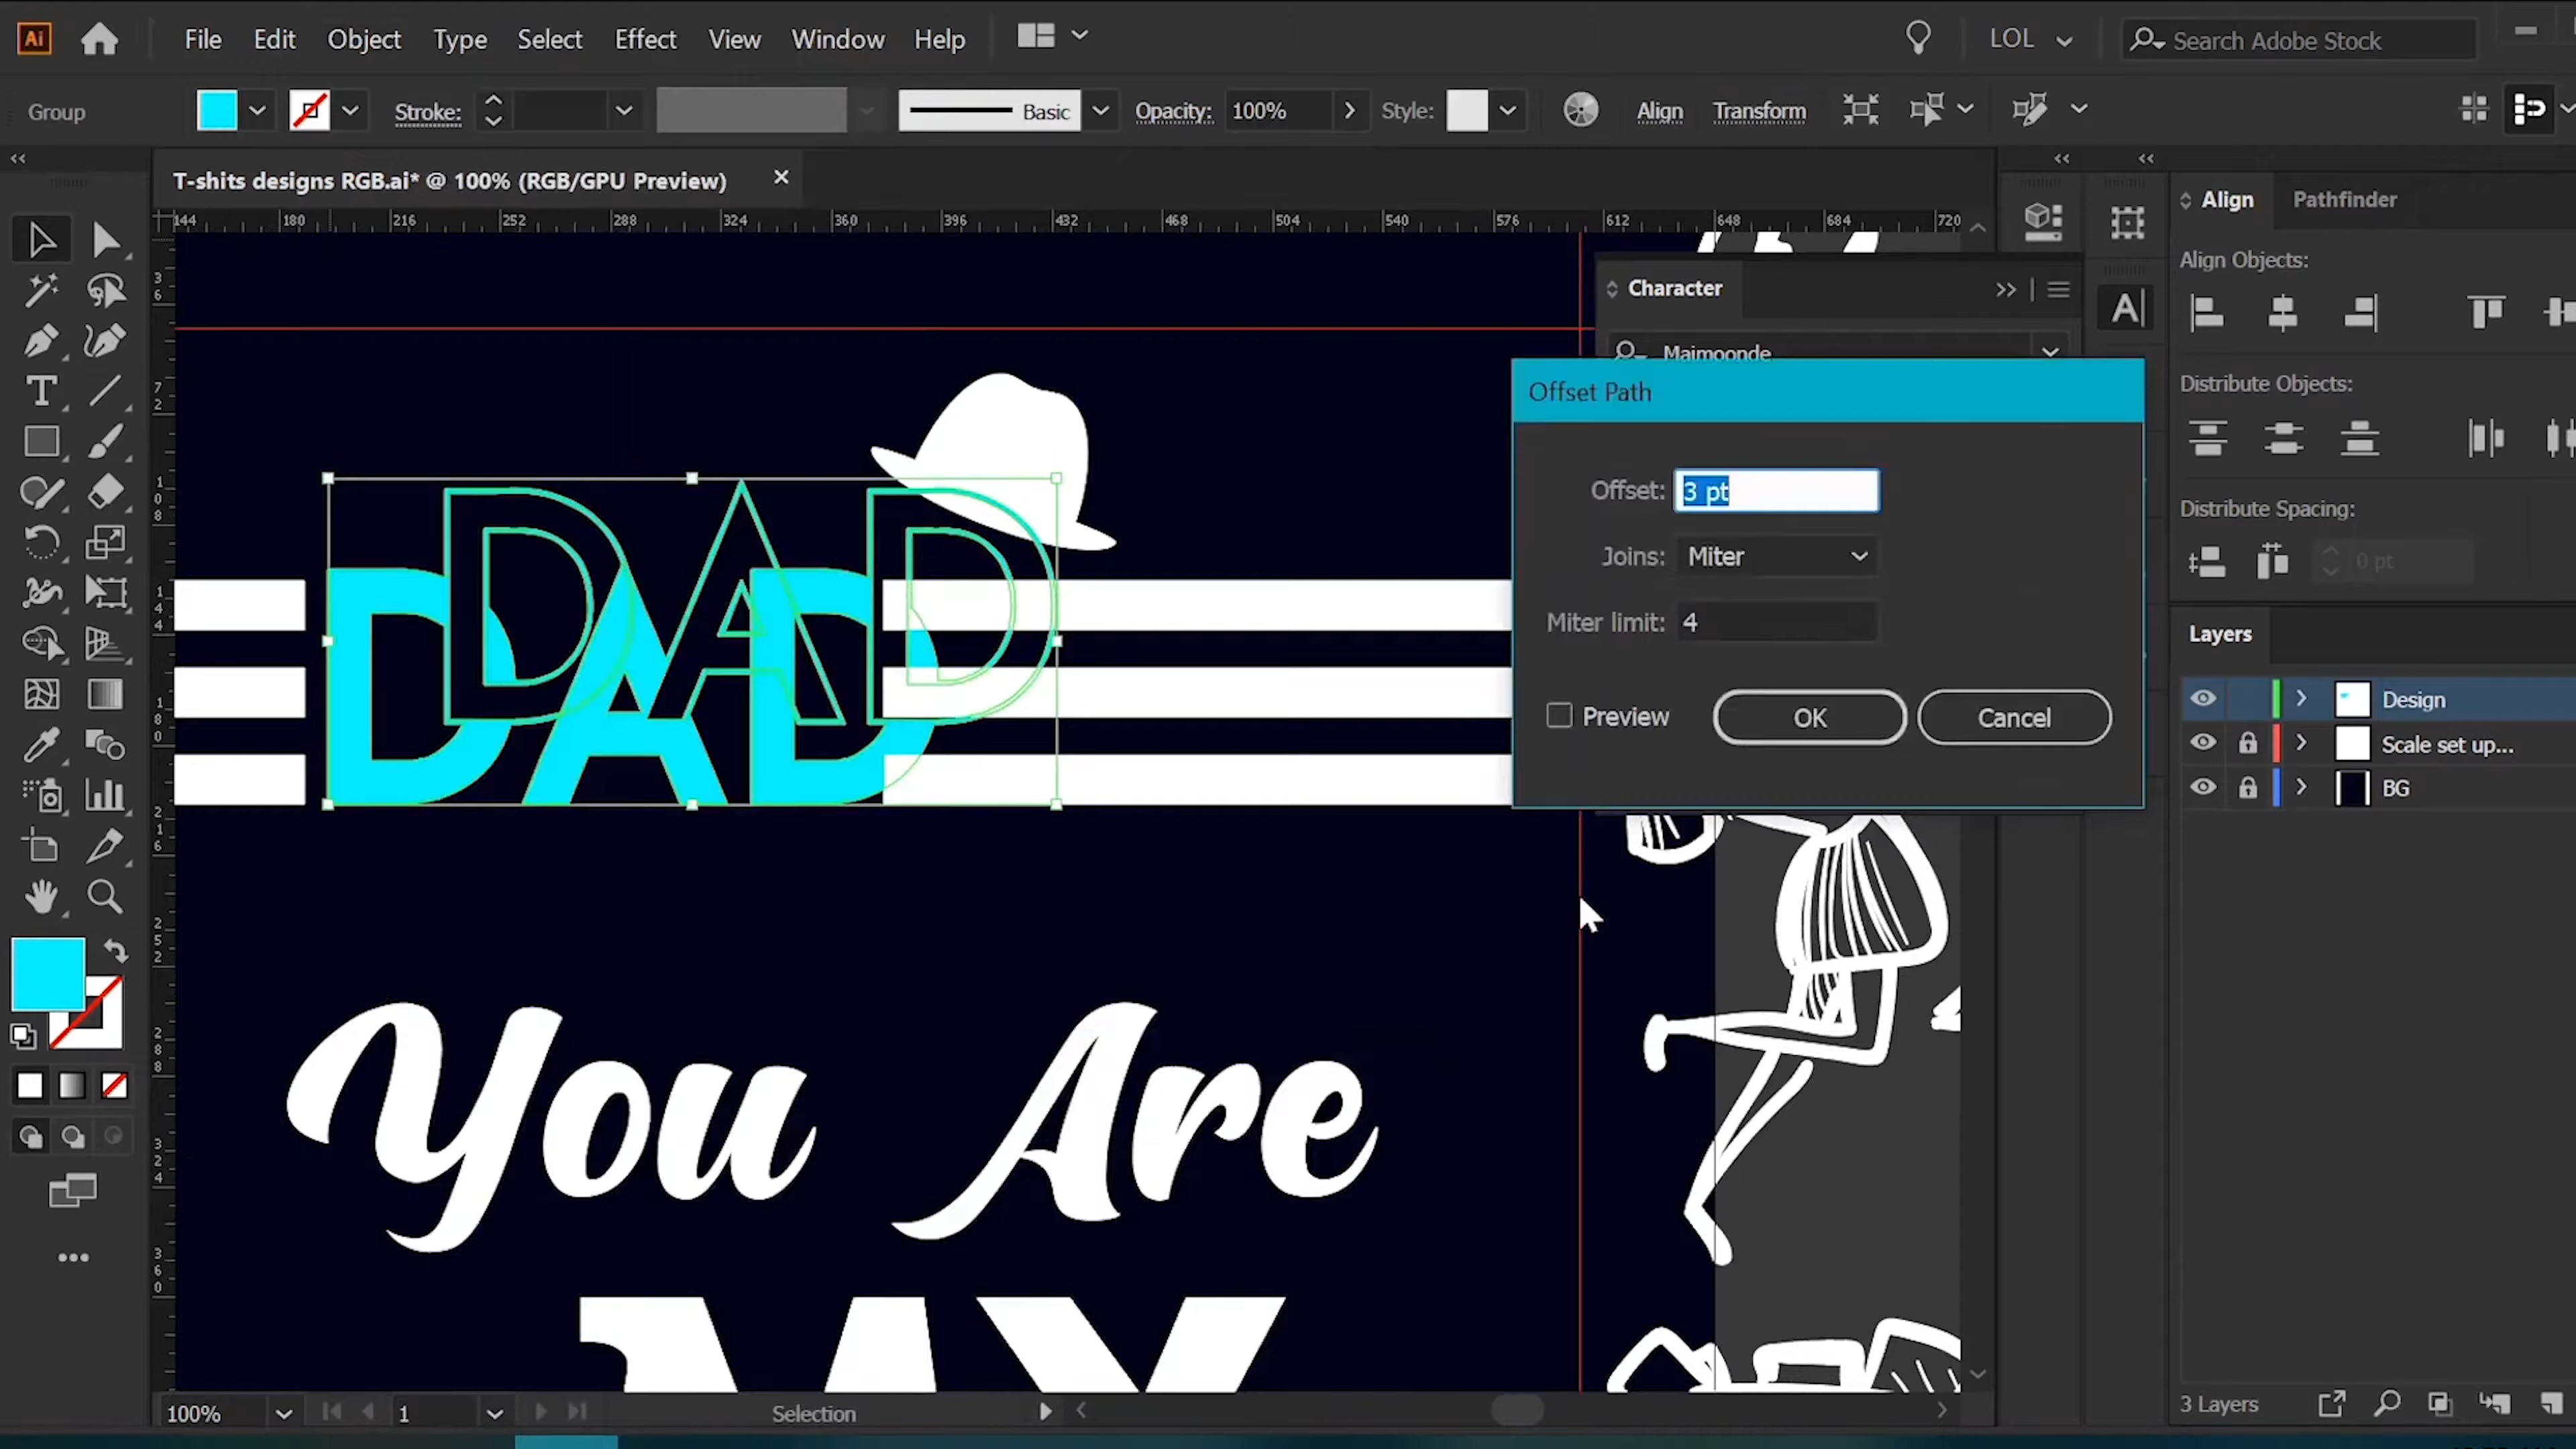 Ai File Edit Object Type Select Effect View Window Help LOL Search Adobe Stock
Group Stroke: Basic Opacity: 100% Style: Align Transform
T-shits designs RGB.ai* @ 100% (RGB/GPU Preview) ×
144 180 216 252 288 324 360 396 432 468 504 540 576 612 648 684 720
Align Pathfinder
Align Objects:
Character
Maimoonde
Distribute Objects:
Offset Path
Offset: 3 pt
Distribute Spacing:
0 pt
Joins: Miter
Miter limit: 4
Preview OK Cancel
DAD
DAD
Layers
Design
Scale set up...
BG
You Are
MY
100% 1 Selection
3 Layers